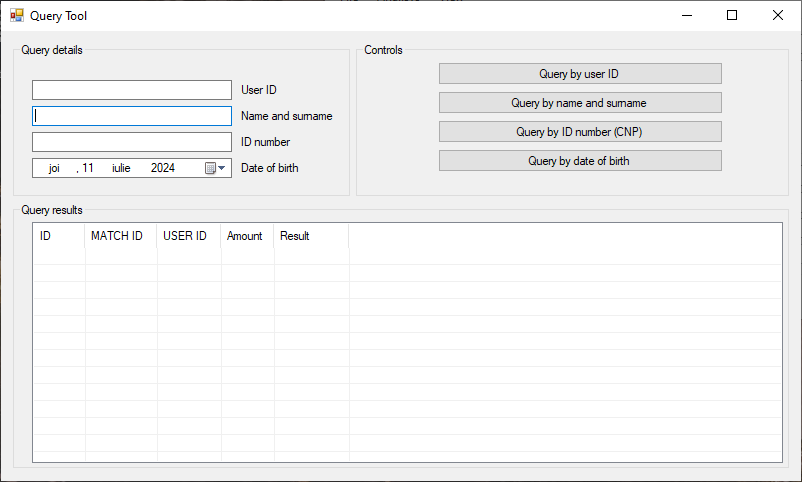 Query Tool
Query details
User ID
Name and surname
ID number
joi , 11 iulie 2024 Date of birth
Controls
Query by user ID
Query by name and surname
Query by ID number (CNP)
Query by date of birth
Query results
ID MATCH ID USER ID Amount Result